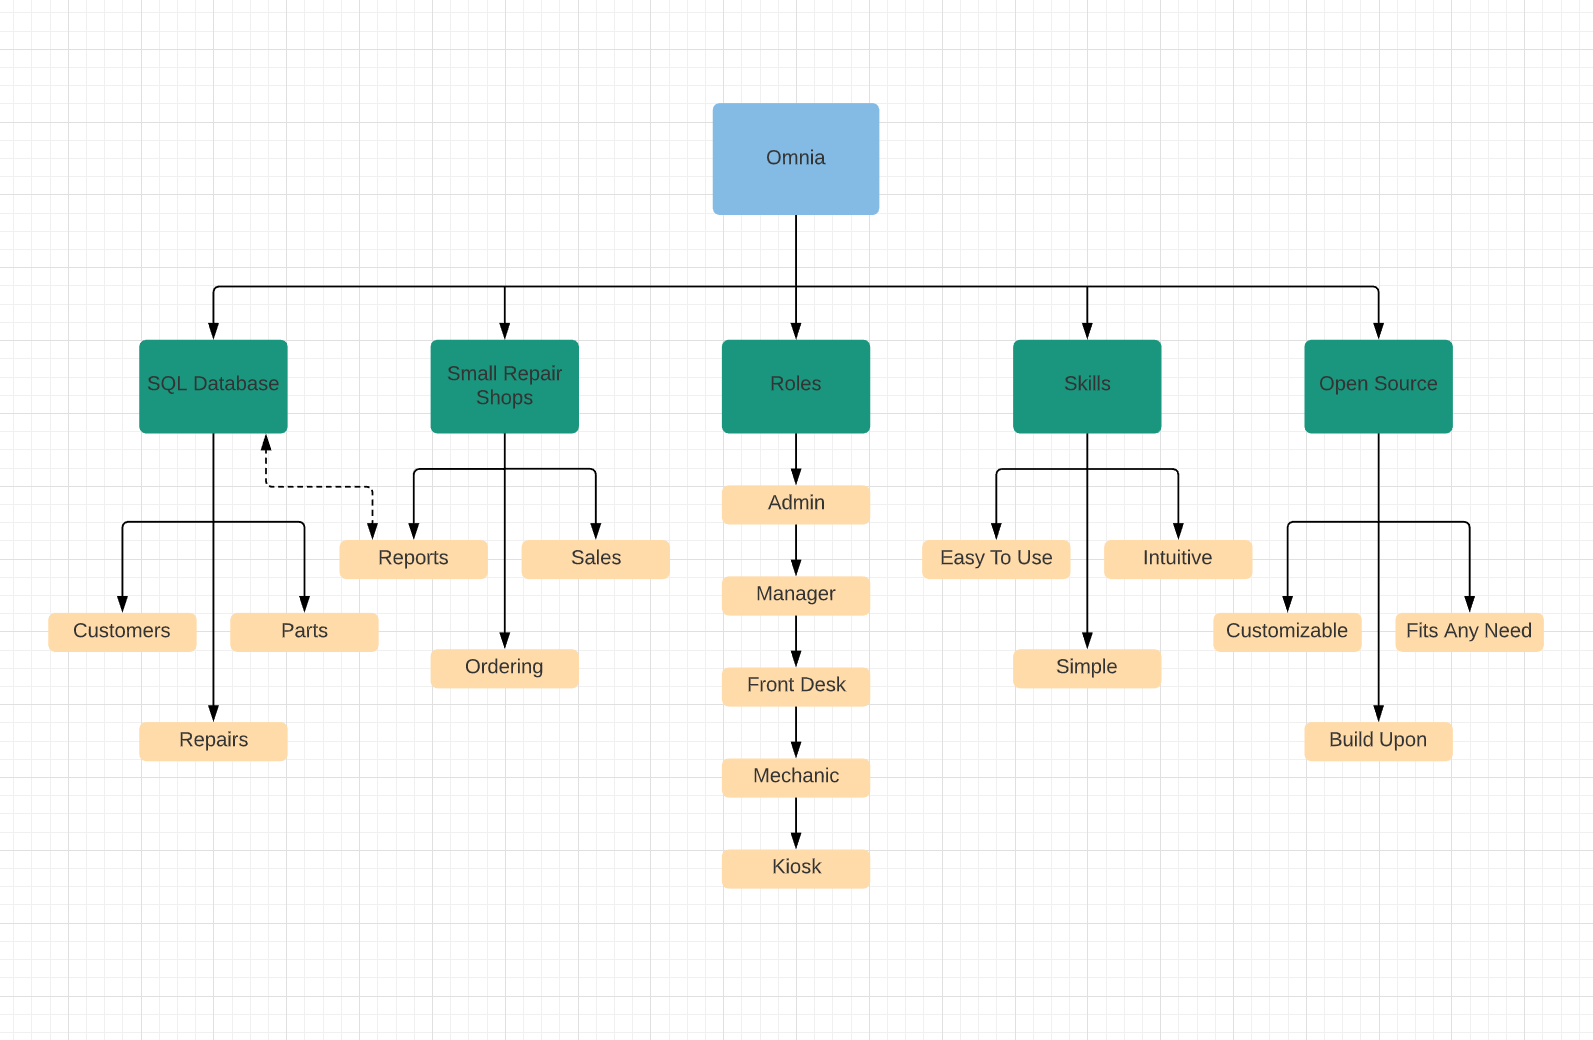 Omnia
SQL Database
Small Repair
Shops
Roles
Skills
Open Source
Admin
Reports
Sales
Easy To Use
Intuitive
Manager
Customers
Parts
Customizable
Fits Any Need
Ordering
Simple
Front Desk
Repairs
Build Upon
Mechanic
Kiosk